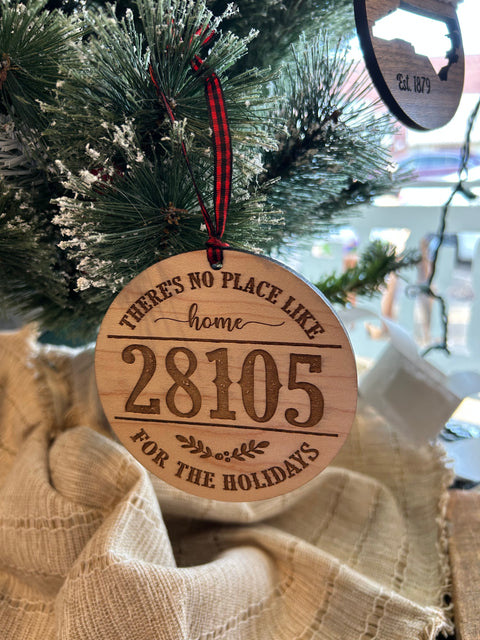 Est. 1879
THERE'S NO PLACE LIKE
home
28105
FOR THE HOLIDAYS